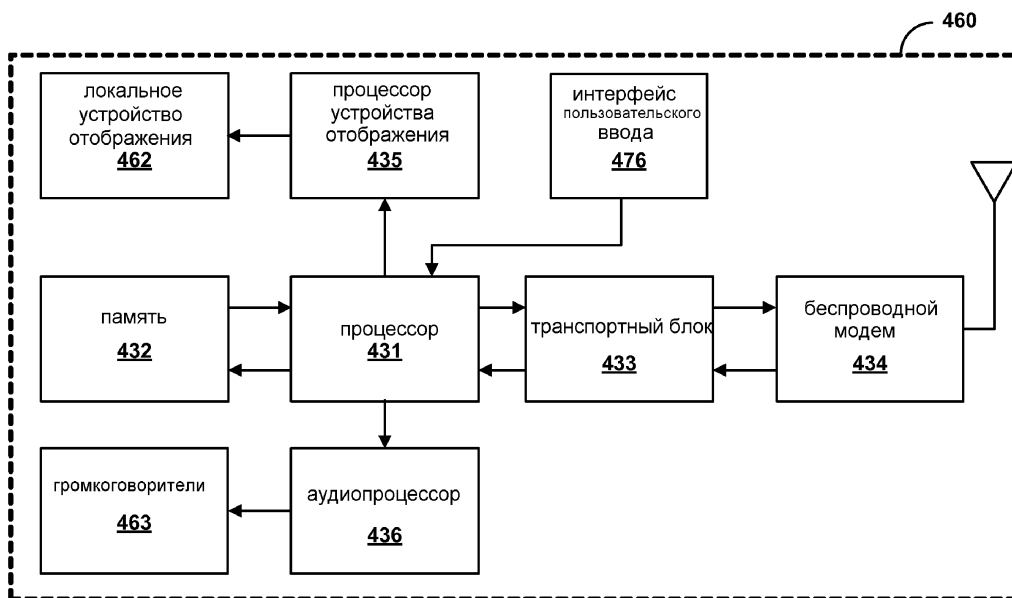 460
локальное
устройство
отображения
462
процессор
устройства
отображения
435
интерфейс
пользовательского
ввода
476
память
432
процессор
431
транспортный блок
433
беспроводной
модем
434
громкоговорители
463
аудиопроцессор
436